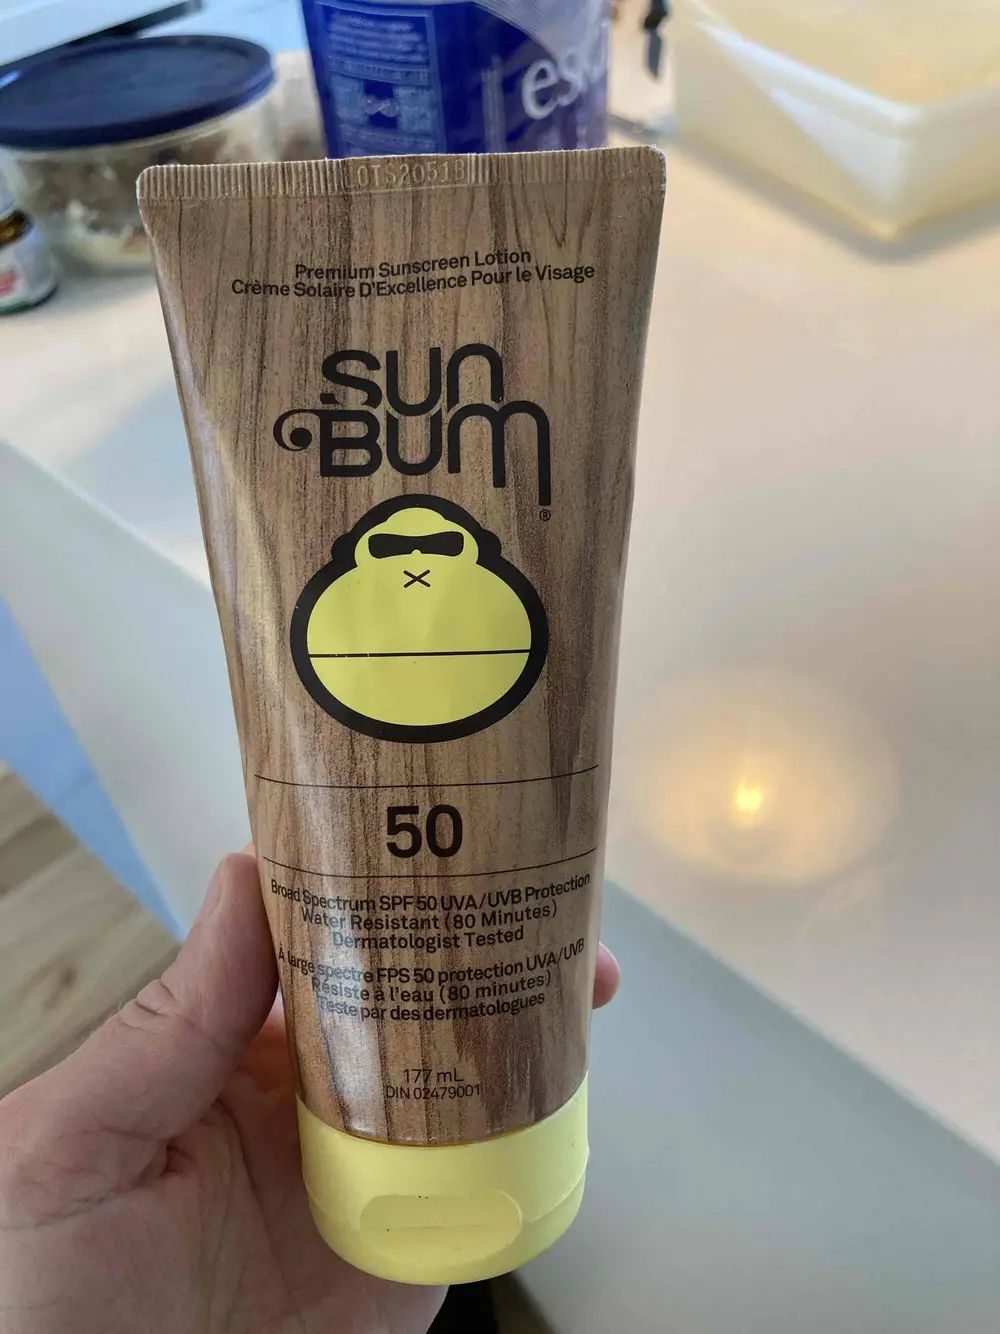 OTS20518
Premium Sunscreen Lotion
Crème Solaire D'Excellence Pour le Visage
SUN
BUM
®
50
Broad Spectrum SPF 50 UVA/UVB Protection
Water Resistant (80 Minutes)
Dermatologist Tested
À large spectre FPS 50 protection UVA/UVB
Résiste à l'eau (80 minutes)
Teste par des dermatologues
177 mL
DIN 02479001